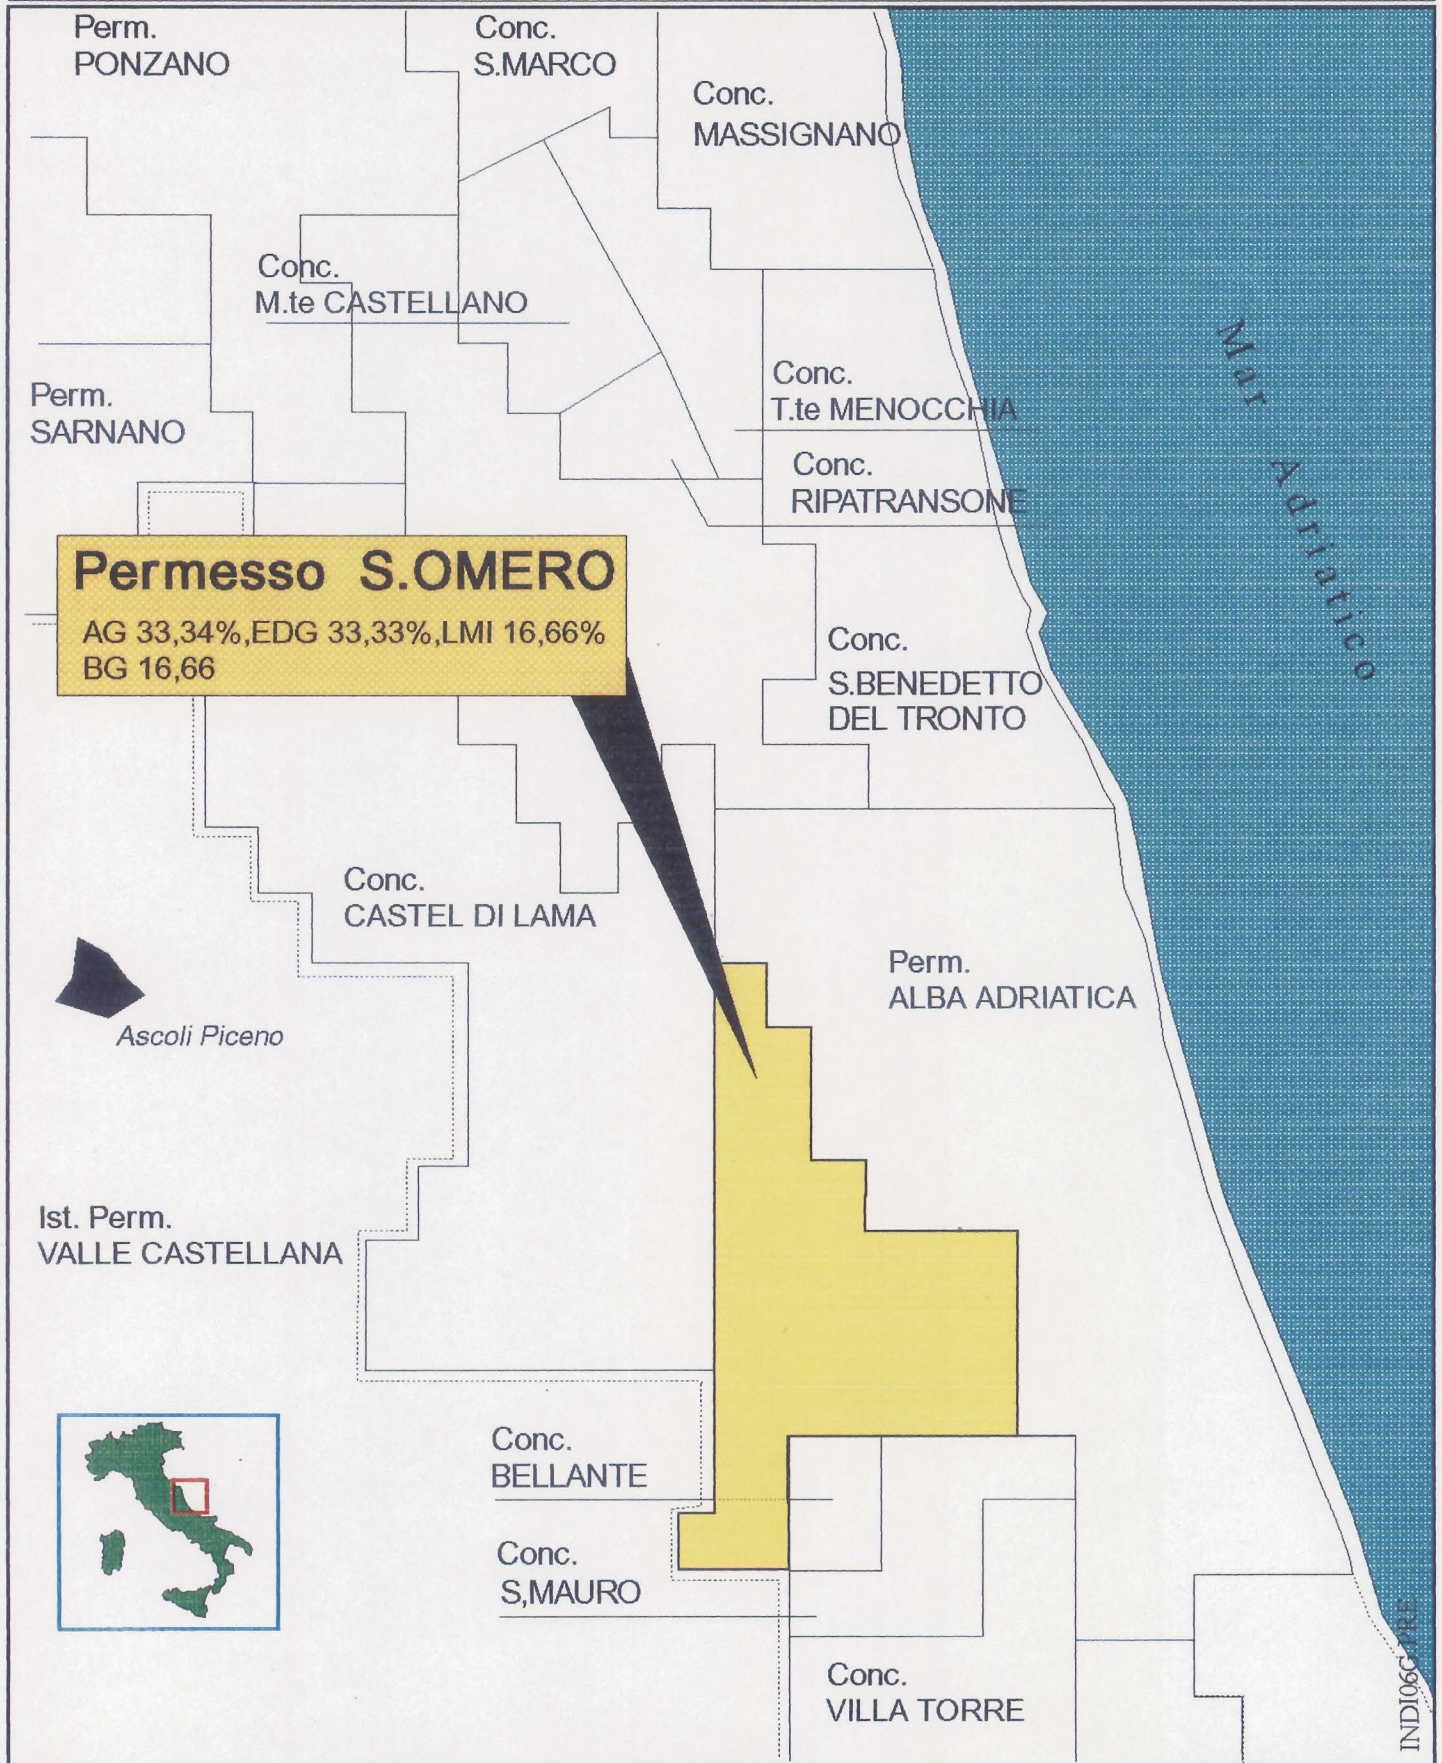 Perm.
PONZANO
Conc.
S.MARCO
Conc.
MASSIGNANO
Conc.
M.te CASTELLANO
Mar Adriatico
Conc.
T.te MENOCCHIA
Perm.
SARNANO
Conc.
RIPATRANSONE
Permesso S.OMERO
AG 33,34%,EDG 33,33%,LMI 16,66%
BG 16,66
Conc.
S.BENEDETTO
DEL TRONTO
Conc.
CASTEL DI LAMA
Perm.
ALBA ADRIATICA
Ascoli Piceno
Ist. Perm.
VALLE CASTELLANA
Conc.
BELLANTE
Conc.
S,MAURO
Conc.
VILLA TORRE
INDI06G.PRE